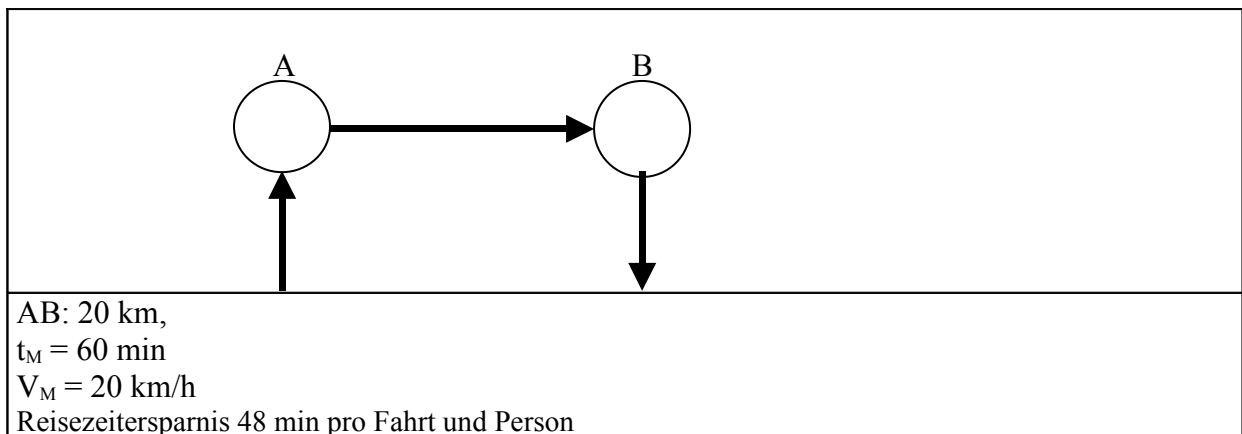 A B
AB: 20 km,
tM = 60 min
VM = 20 km/h
Reisezeitersparnis 48 min pro Fahrt und Person